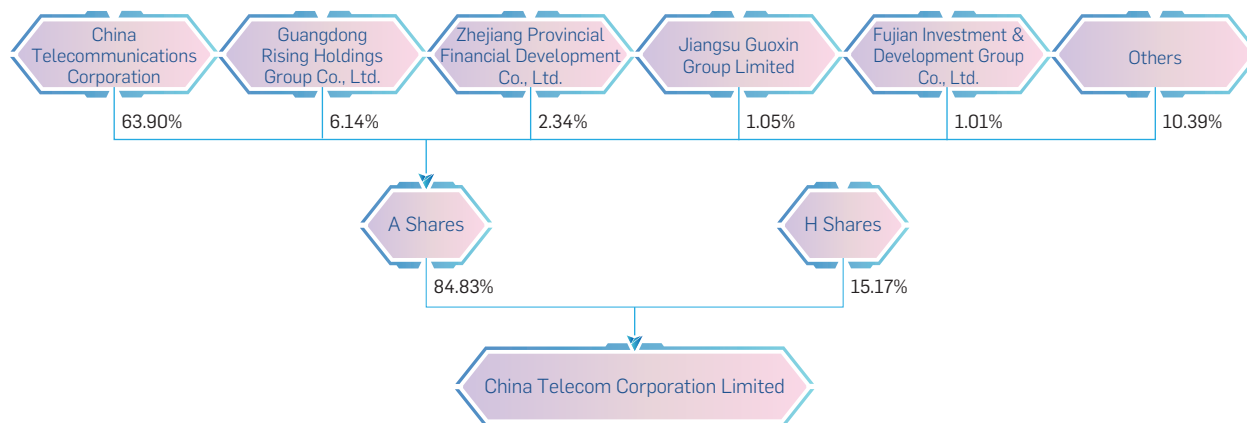 China
Telecommunications
Corporation
Guangdong
Rising Holdings
Group Co., Ltd.
Zhejiang Provincial
Financial Development
Co., Ltd.
Jiangsu Guoxin
Group Limited
Fujian Investment &
Development Group
Co., Ltd.
Others
63.90%
6.14%
2.34%
1.05%
1.01%
10.39%
A Shares
H Shares
84.83%
15.17%
China Telecom Corporation Limited